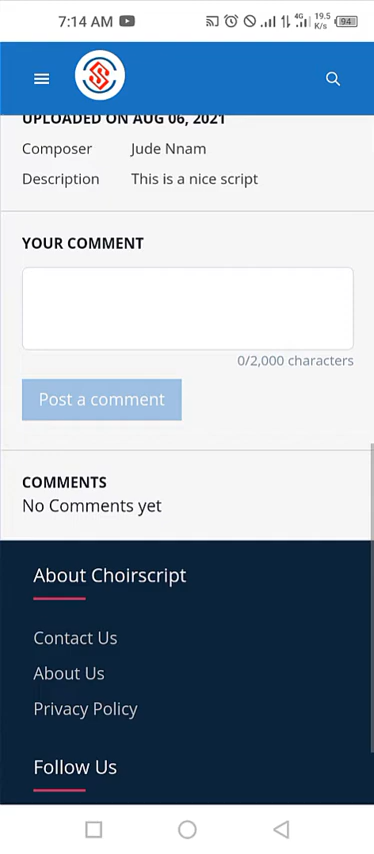 7:14 AM
4G 19.5 K/s 94
UPLOADED ON AUG 06, 2021
Composer Jude Nnam
Description This is a nice script
YOUR COMMENT
0/2,000 characters
Post a comment
COMMENTS
No Comments yet
About Choirscript
Contact Us
About Us
Privacy Policy
Follow Us